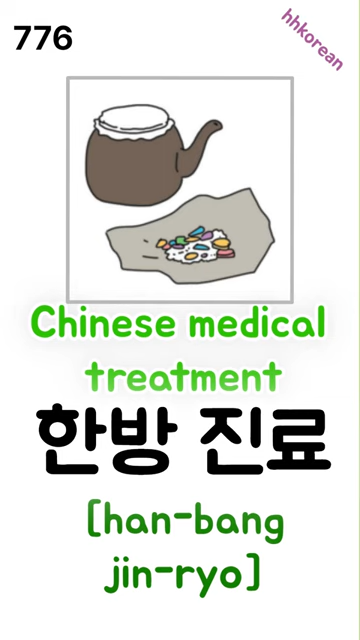 776
hhkorean
Chinese medical
treatment
한방 진료
[han-bang
jin-ryo]